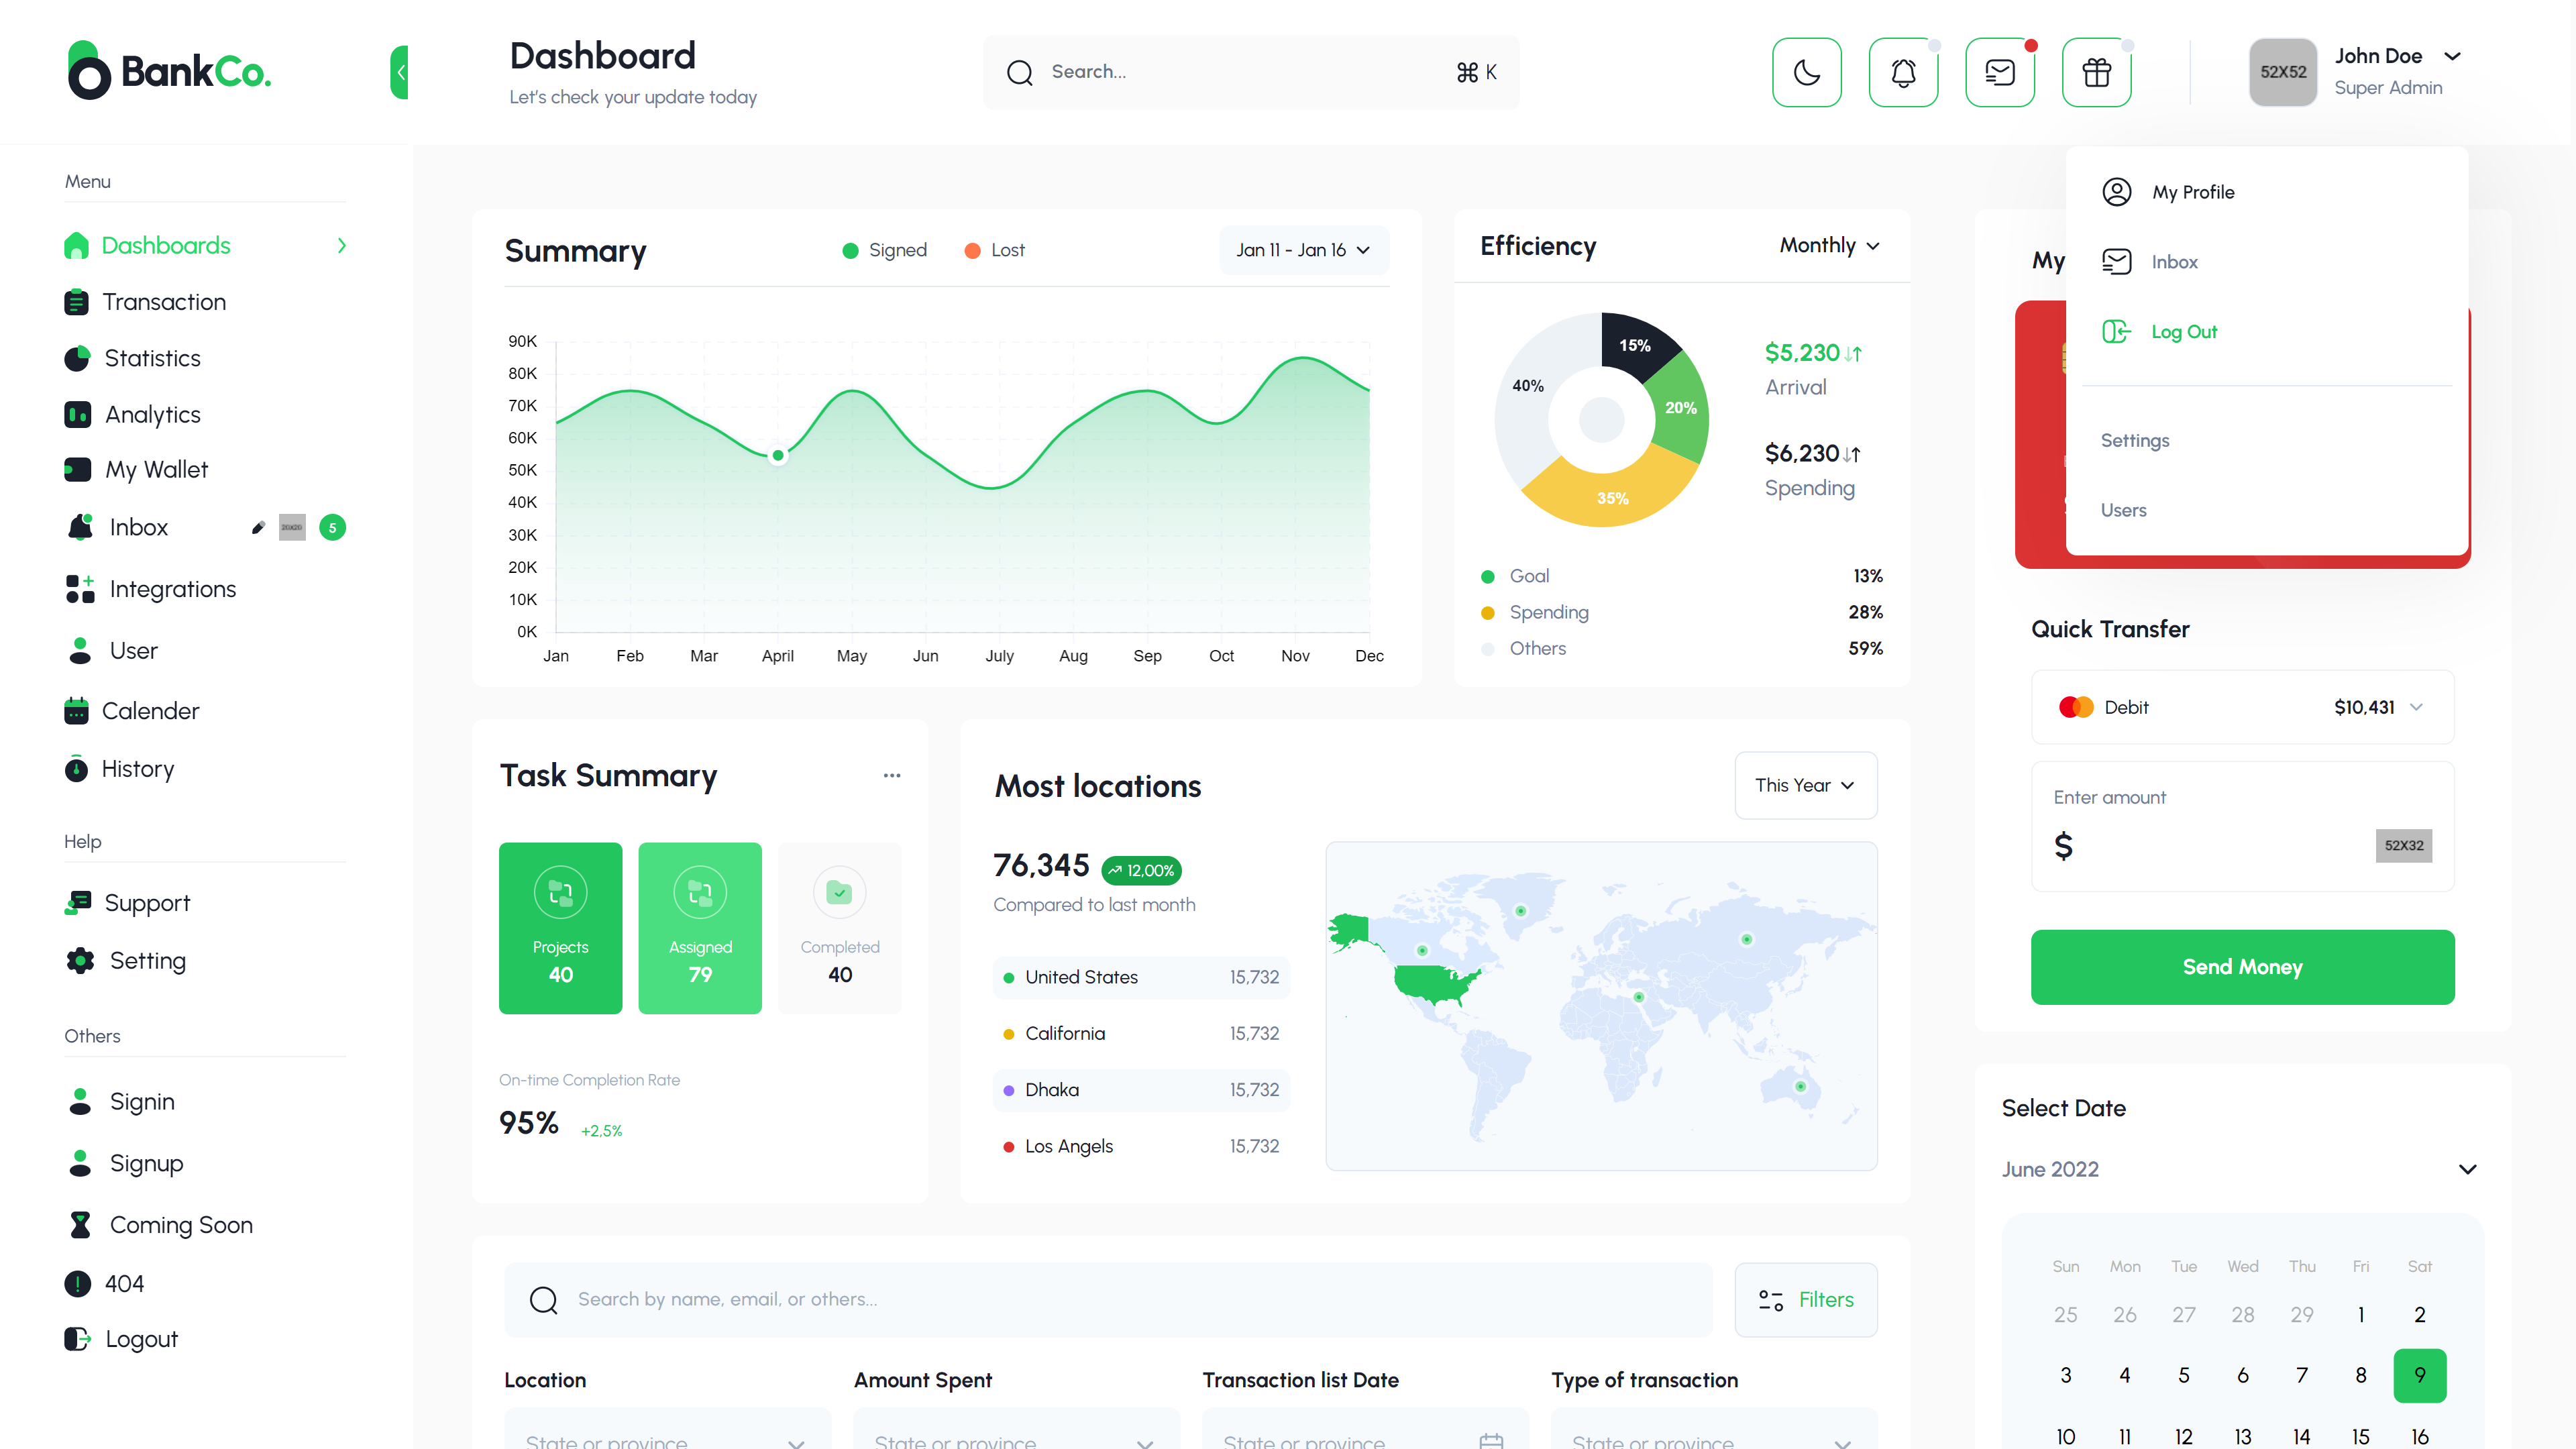 BankCo.
Dashboard
Let's check your update today
Search...
⌘ K
52X52
John Doe
Super Admin
Menu
Dashboards
Transaction
Statistics
Analytics
My Wallet
Inbox
20X20
5
Integrations
User
Calender
History
Help
Support
Setting
Others
Signin
Signup
Coming Soon
404
Logout
Summary
Signed
Lost
Jan 11 - Jan 16
90K
80K
70K
60K
50K
40K
30K
20K
10K
0K
Jan Feb Mar April May Jun July Aug Sep Oct Nov Dec
Efficiency
Monthly
15%
20%
35%
40%
$5,230
Arrival
$6,230
Spending
Goal 13%
Spending 28%
Others 59%
My
My Profile
Inbox
Log Out
Settings
Users
Quick Transfer
Debit $10,431
Enter amount
$
52X32
Send Money
Task Summary
...
Projects
40
Assigned
79
Completed
40
On-time Completion Rate
95% +2,5%
Most locations
This Year
76,345 12,00%
Compared to last month
United States 15,732
California 15,732
Dhaka 15,732
Los Angels 15,732
Select Date
June 2022
Sun Mon Tue Wed Thu Fri Sat
25 26 27 28 29 1 2
3 4 5 6 7 8 9
10 11 12 13 14 15 16
Search by name, email, or others...
Filters
Location
State or province
Amount Spent
State or province
Transaction list Date
State or province
Type of transaction
State or province